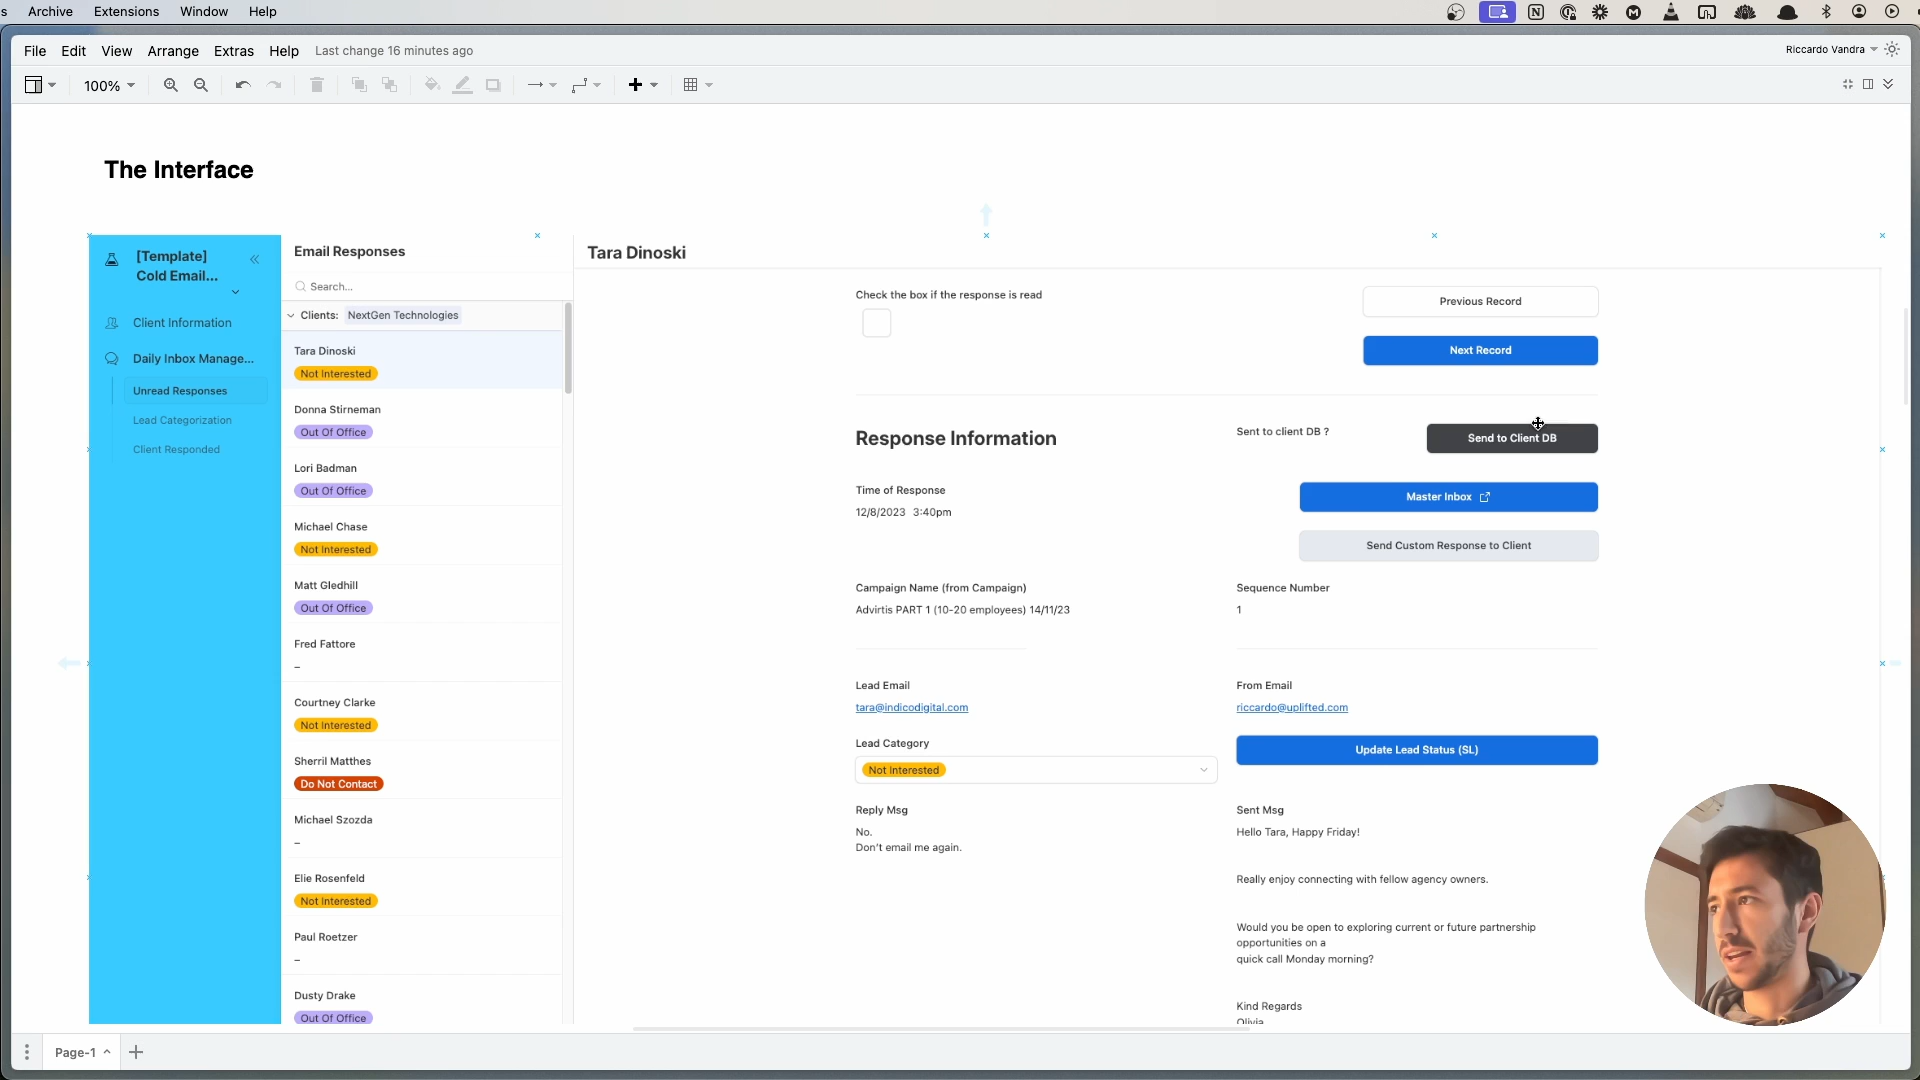 s Archive Extensions Window Help
File Edit View Arrange Extras Help Last change 16 minutes ago
Riccardo Vandra
100%
The Interface
[Template]
Cold Email...
Client Information
Daily Inbox Manage...
Unread Responses
Lead Categorization
Client Responded
Email Responses
Search...
Clients: NextGen Technologies
Tara Dinoski
Not Interested
Donna Stirneman
Out Of Office
Lori Badman
Out Of Office
Michael Chase
Not Interested
Matt Gledhill
Out Of Office
Fred Fattore
–
Courtney Clarke
Not Interested
Sherril Matthes
Do Not Contact
Michael Szozda
–
Elie Rosenfeld
Not Interested
Paul Roetzer
–
Dusty Drake
Out Of Office
Tara Dinoski
Check the box if the response is read
Previous Record
Next Record
Response Information
Sent to client DB ?
Send to Client DB
Time of Response
12/8/2023 3:40pm
Master Inbox
Send Custom Response to Client
Campaign Name (from Campaign)
Advirtis PART 1 (10-20 employees) 14/11/23
Sequence Number
1
Lead Email
tara@indicodigital.com
From Email
riccardo@uplifted.com
Lead Category
Not Interested
Update Lead Status (SL)
Reply Msg
No.
Don't email me again.
Sent Msg
Hello Tara, Happy Friday!
Really enjoy connecting with fellow agency owners.
Would you be open to exploring current or future partnership
opportunities on a
quick call Monday morning?
Kind Regards
Olivia
Page-1